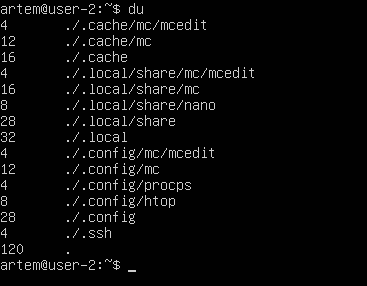 artem@user-2:~$ du
4	./.cache/mc/mcedit
12	./.cache/mc
16	./.cache
4	./.local/share/mc/mcedit
16	./.local/share/mc
8	./.local/share/nano
28	./.local/share
32	./.local
4	./.config/mc/mcedit
12	./.config/mc
4	./.config/procps
8	./.config/htop
28	./.config
4	./.ssh
120	.
artem@user-2:~$ _